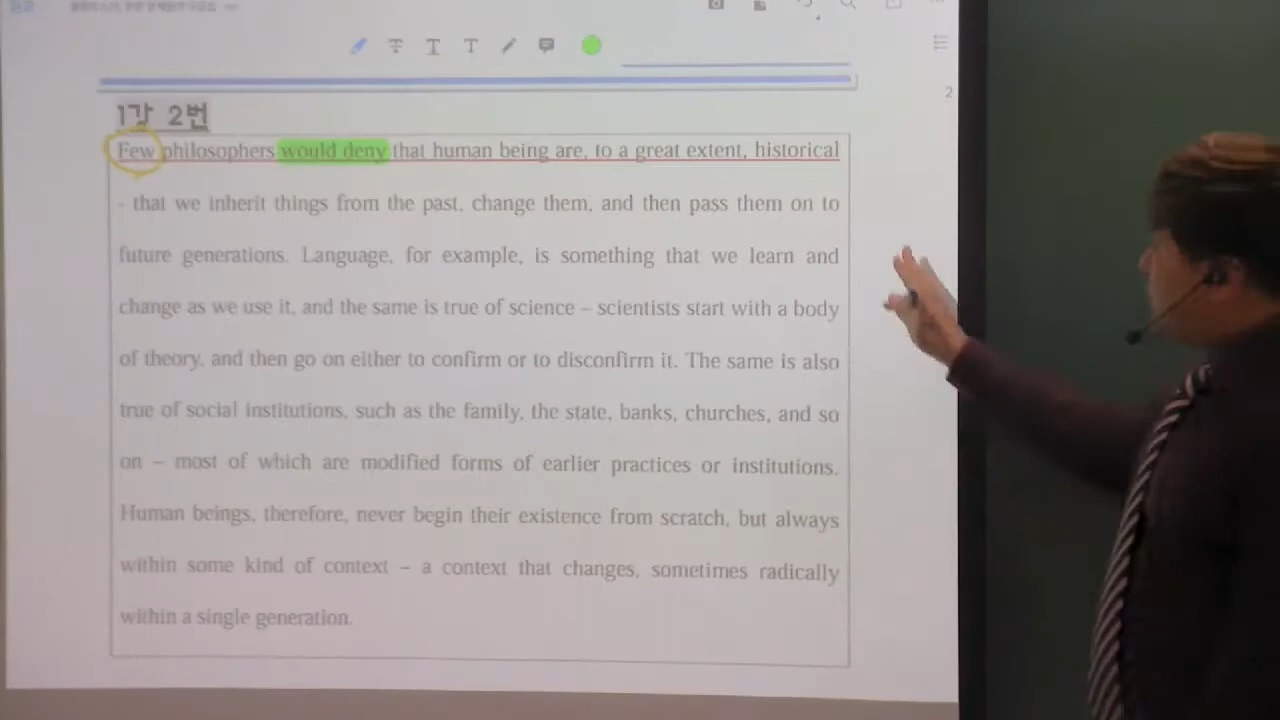 1강 2번
Few philosophers would deny that human being are, to a great extent, historical
- that we inherit things from the past, change them, and then pass them on to
future generations. Language, for example, is something that we learn and
change as we use it, and the same is true of science – scientists start with a body
of theory, and then go on either to confirm or to disconfirm it. The same is also
true of social institutions, such as the family, the state, banks, churches, and so
on – most of which are modified forms of earlier practices or institutions.
Human beings, therefore, never begin their existence from scratch, but always
within some kind of context – a context that changes, sometimes radically
within a single generation.
2